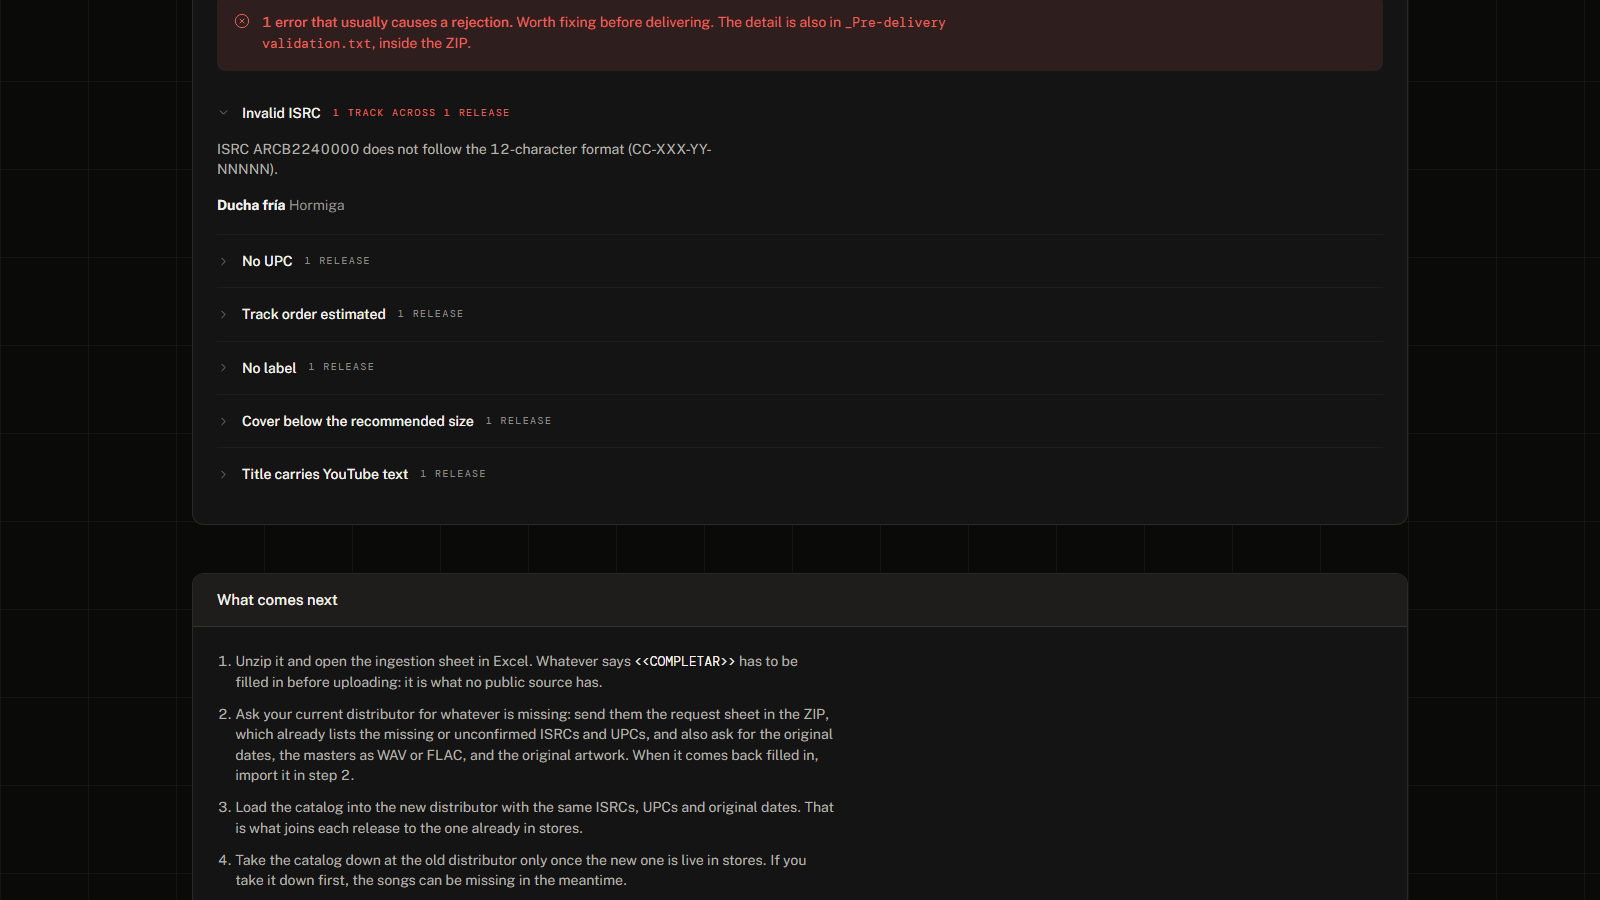 1 error that usually causes a rejection. Worth fixing before delivering. The detail is also in _Pre-delivery
validation.txt, inside the ZIP.
Invalid ISRC 1 TRACK ACROSS 1 RELEASE
ISRC ARCB2240000 does not follow the 12-character format (CC-XXX-YY-
NNNNN).
Ducha fría Hormiga
No UPC 1 RELEASE
Track order estimated 1 RELEASE
No label 1 RELEASE
Cover below the recommended size 1 RELEASE
Title carries YouTube text 1 RELEASE
What comes next
1. Unzip it and open the ingestion sheet in Excel. Whatever says <<COMPLETAR>> has to be
filled in before uploading: it is what no public source has.
2. Ask your current distributor for whatever is missing: send them the request sheet in the ZIP,
which already lists the missing or unconfirmed ISRCs and UPCs, and also ask for the original
dates, the masters as WAV or FLAC, and the original artwork. When it comes back filled in,
import it in step 2.
3. Load the catalog into the new distributor with the same ISRCs, UPCs and original dates. That
is what joins each release to the one already in stores.
4. Take the catalog down at the old distributor only once the new one is live in stores. If you
take it down first, the songs can be missing in the meantime.